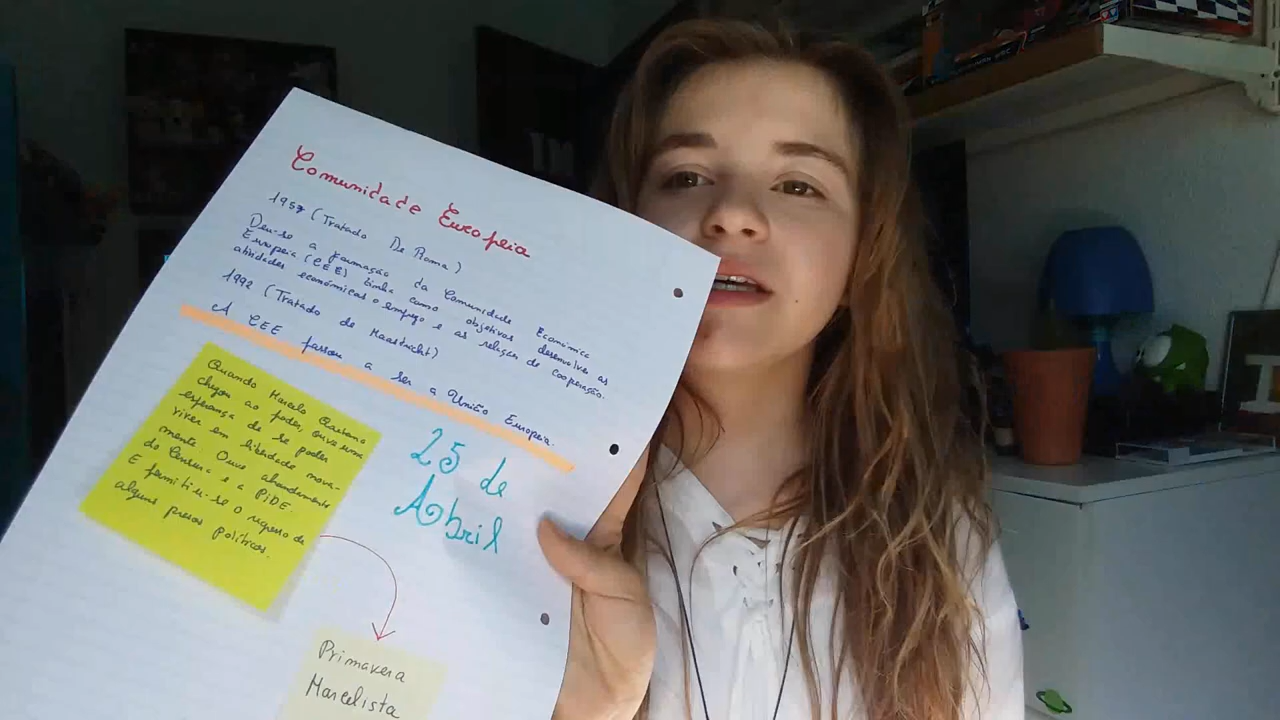 Comunidade Europeia
1957 (Tratado De Roma)
Deu-se a formação da Comunidade Económica
Europeia (CEE) tinha como objetivos desenvolver as
atividades económicas o emprego e as relações de cooperação.
1992 (Tratado de Maastricht)
A CEE passou a ser a União Europeia.
25 de
Abril
Quando Marcelo Caetano
chegou ao poder, ouve uma
esperança de se poder
viver em liberdade nova-
mente. Ouve abrandamento
da Censura e a PiDE.
E permitiu-se o regresso de
alguns presos políticos.
Primavera
Marcelista